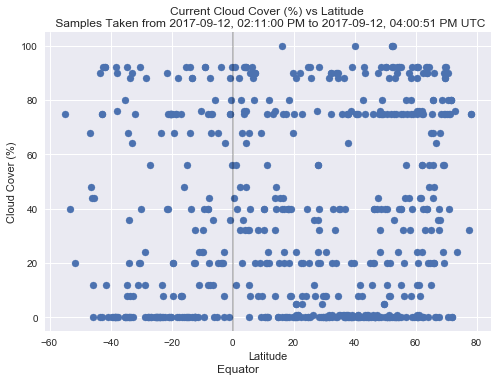 Current Cloud Cover (%) vs Latitude
Samples Taken from 2017-09-12, 02:11:00 PM to 2017-09-12, 04:00:51 PM UTC
100
80
60
40
20
0
Cloud Cover (%)
−60 −40 −20 0 20 40 60 80
Latitude
Equator